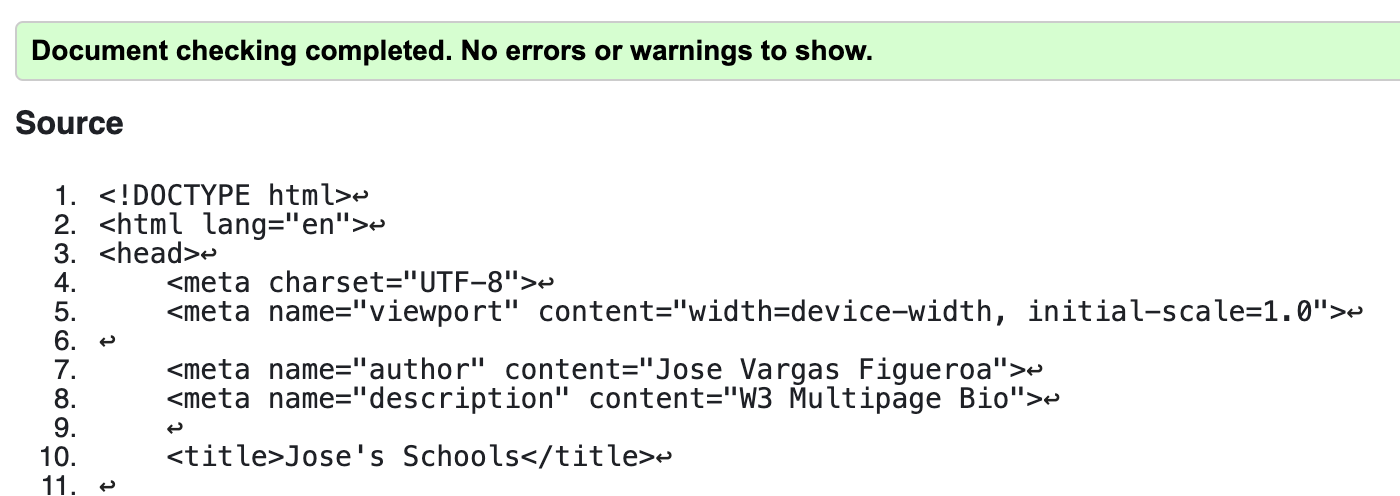 Document checking completed. No errors or warnings to show.
Source
1. <!DOCTYPE html>↩
2. <html lang="en">↩
3. <head>↩
4.     <meta charset="UTF-8">↩
5.     <meta name="viewport" content="width=device-width, initial-scale=1.0">↩
6. ↩
7.     <meta name="author" content="Jose Vargas Figueroa">↩
8.     <meta name="description" content="W3 Multipage Bio">↩
9.     ↩
10.     <title>Jose's Schools</title>↩
11. ↩